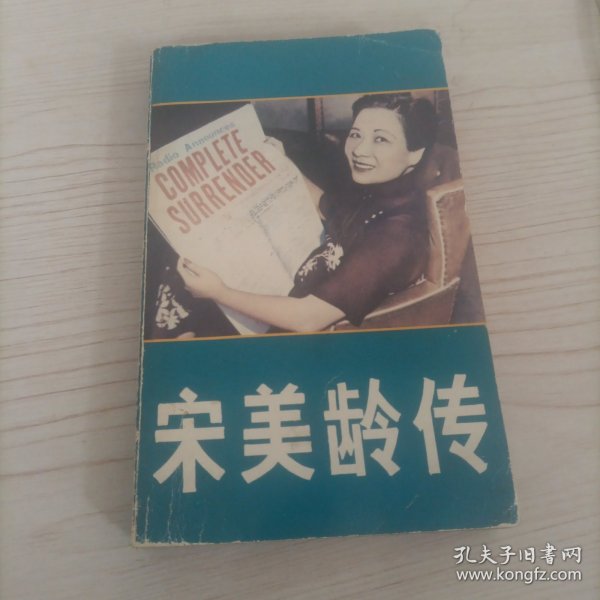 Radio Announces
COMPLETE
SURRENDER
宋美龄传
孔夫子旧书网
www.kongfz.com